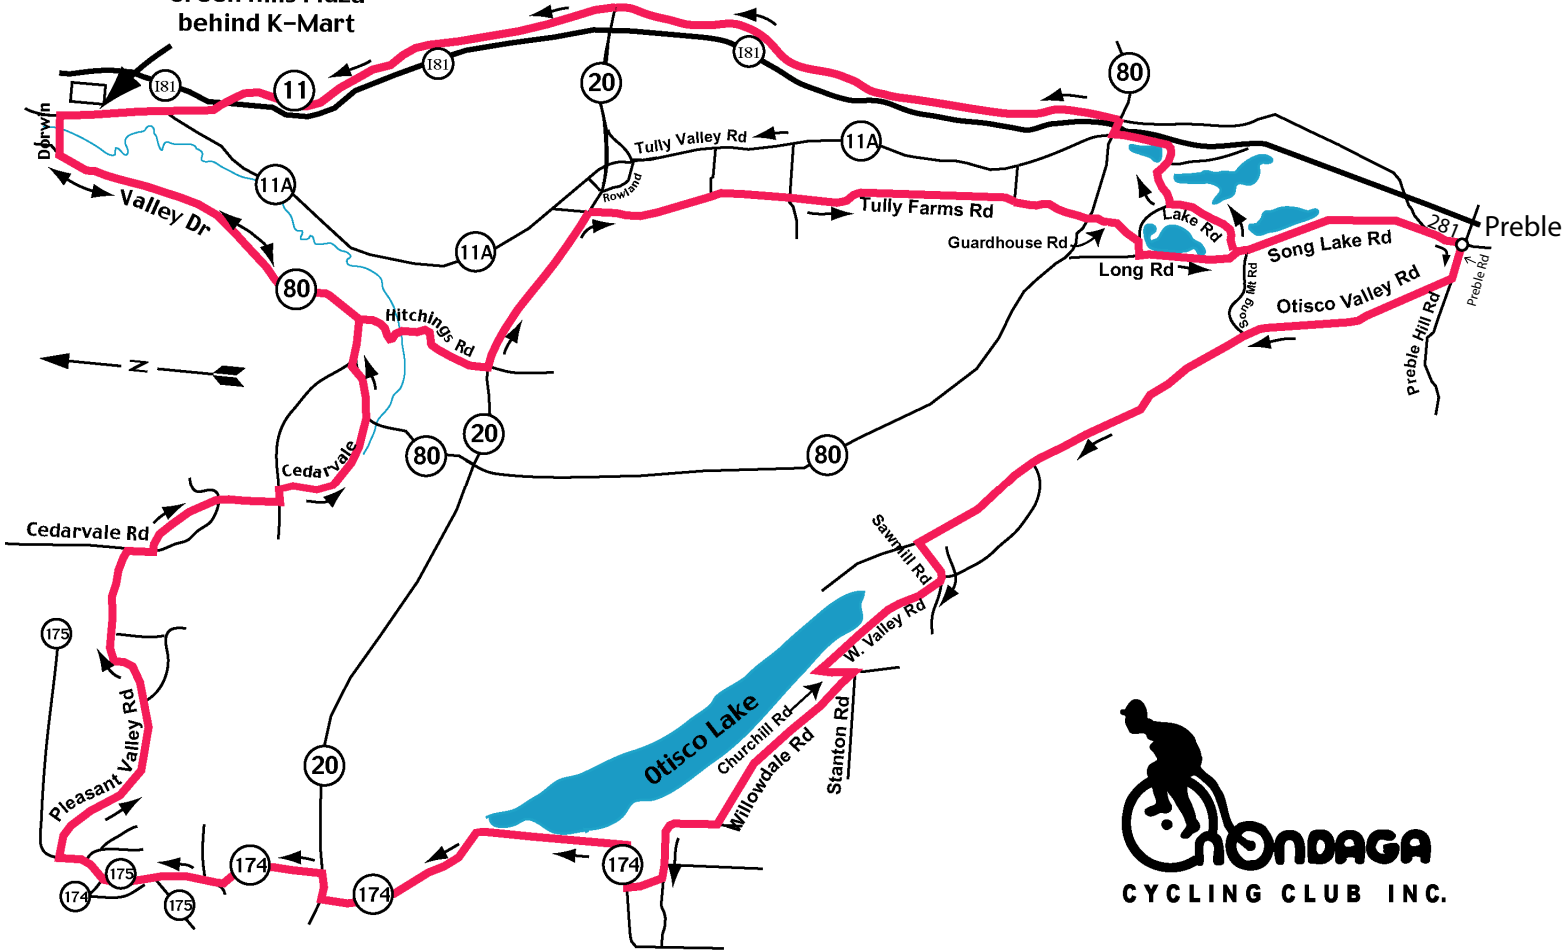 behind K-Mart
I81
11
I81
20
I81
80
Dorwin
11A
Tully Valley Rd
11A
Rowland
Valley Dr
11A
Tully Farms Rd
Guardhouse Rd
Lake Rd
Long Rd
Song Lake Rd
281
Preble
Preble Rd
Song Mt Rd
Otisco Valley Rd
Preble Hill Rd
80
Hitchings Rd
N
20
80
80
Cedarvale
Cedarvale Rd
Sawmill Rd
W. Valley Rd
175
Pleasant Valley Rd
20
Otisco Lake
Churchill Rd
Willowdale Rd
Stanton Rd
174
174
174
175
174
175
OnONDAGA
CYCLING CLUB INC.